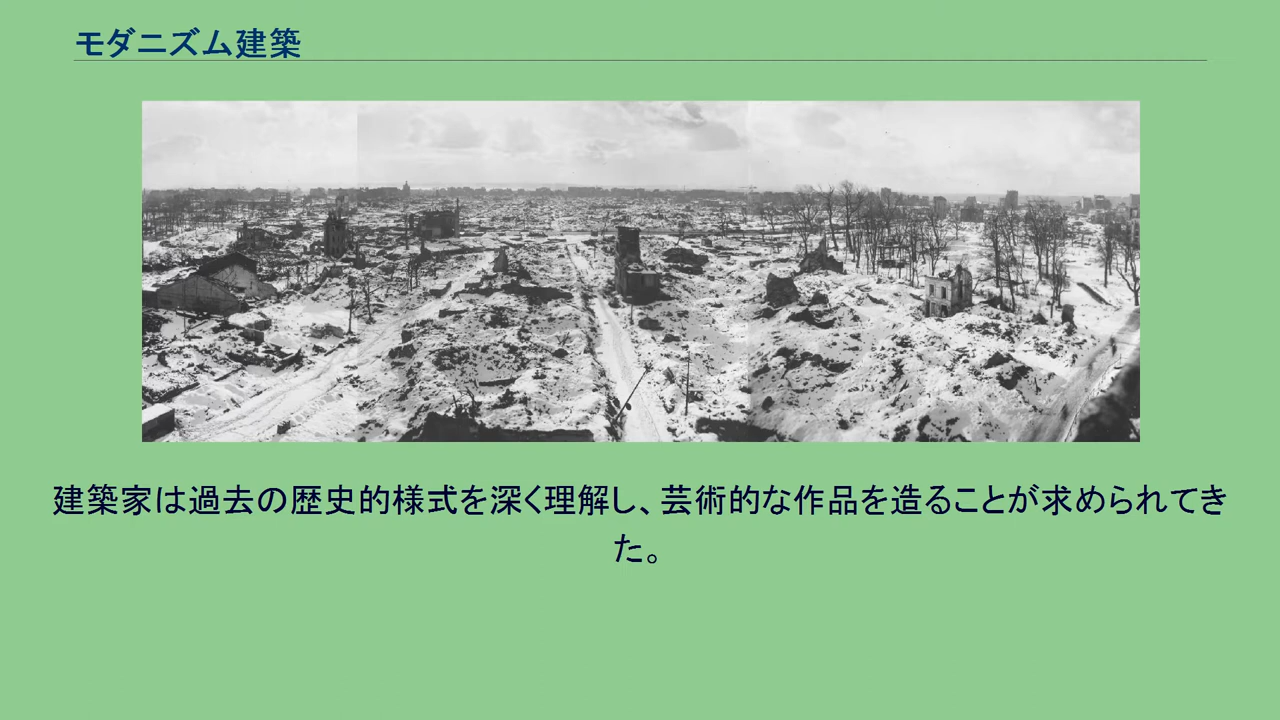 モダニズム建築
建築家は過去の歴史的様式を深く理解し、芸術的な作品を造ることが求められてき
た。